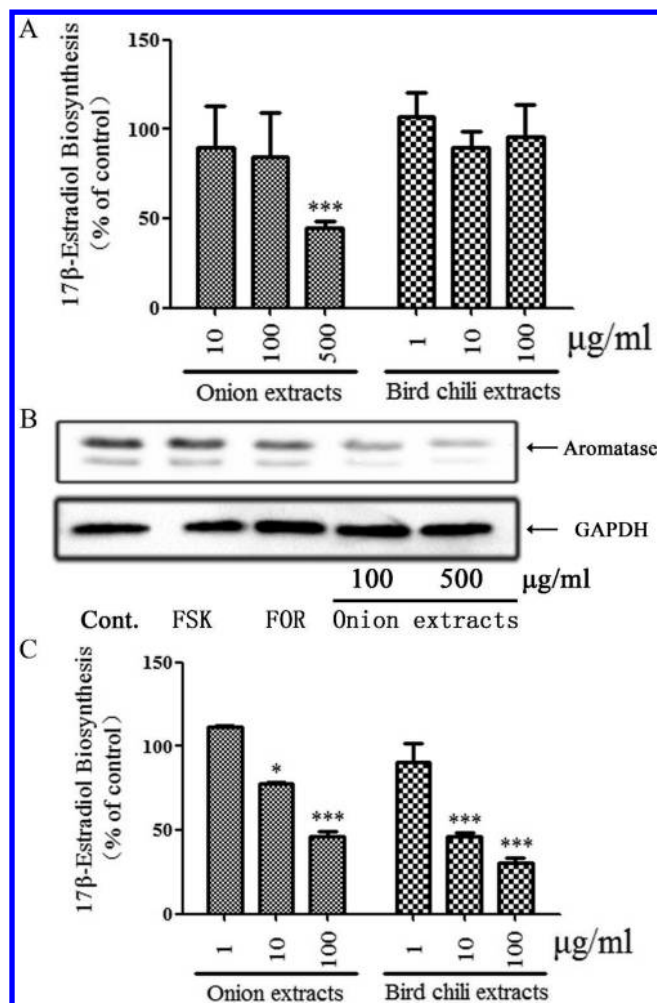 A
17β-Estradiol Biosynthesis
(% of control)
150
100
50
0
***
10 100 500 1 10 100 μg/ml
Onion extracts Bird chili extracts
B
← Aromatase
← GAPDH
100 500 μg/ml
Cont. FSK FOR Onion extracts
C
17β-Estradiol Biosynthesis
(% of control)
150
100
50
0
* *** *** ***
1 10 100 1 10 100 μg/ml
Onion extracts Bird chili extracts